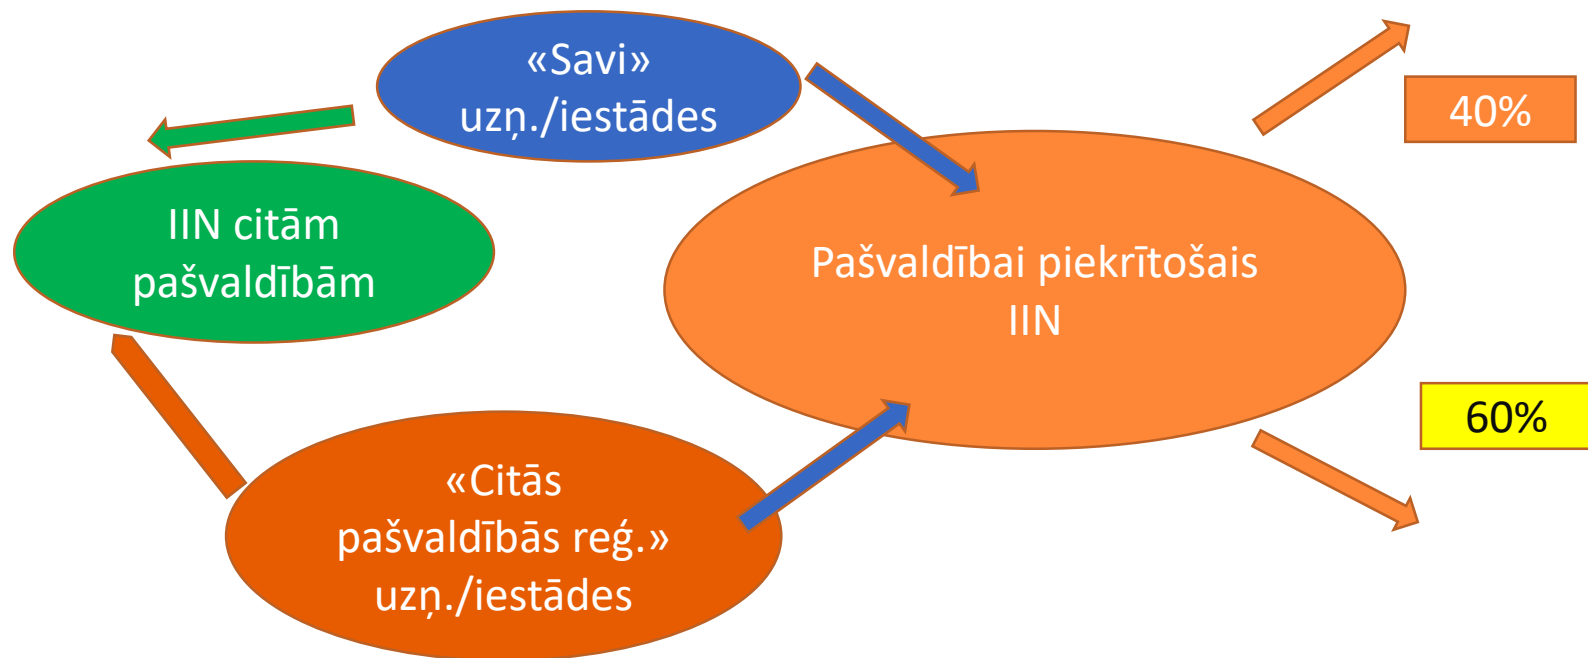 «Savi»
uzņ./iestādes
40%
IIN citām
pašvaldībām
Pašvaldībai piekrītošais
IIN
60%
«Citās
pašvaldībās reģ.»
uzņ./iestādes